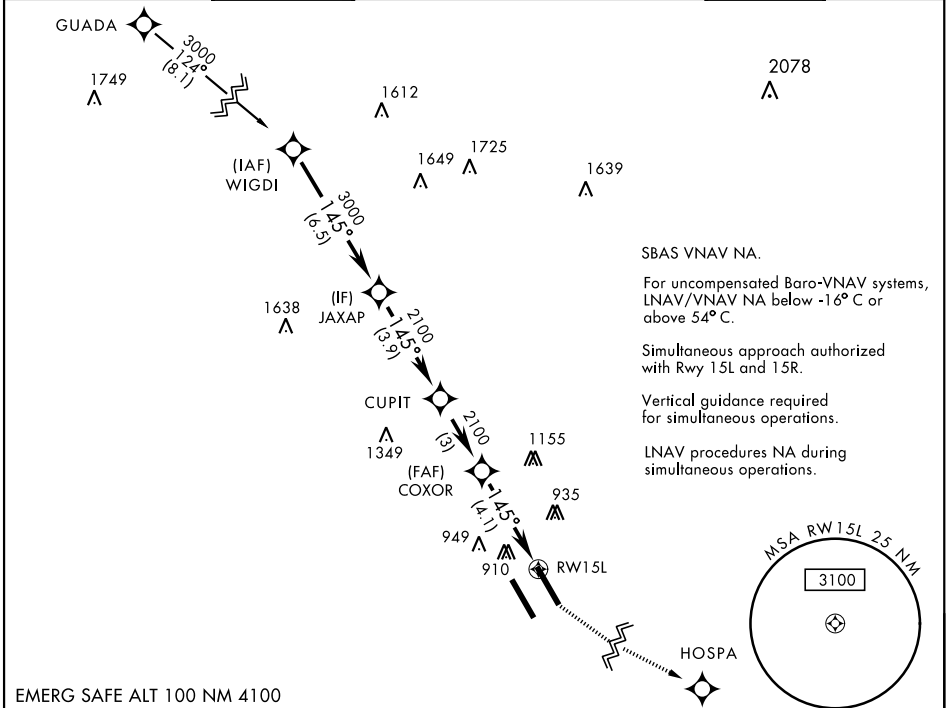 GUADA
3000
124°
(8.1)
1749
1612
2078
(IAF)
WIGDI
1649
1725
1639
3000
145°
(6.5)
SBAS VNAV NA.
For uncompensated Baro-VNAV systems,
LNAV/VNAV NA below -16° C or
above 54° C.
Simultaneous approach authorized
with Rwy 15L and 15R.
Vertical guidance required
for simultaneous operations.
LNAV procedures NA during
simultaneous operations.
1638
(IF)
JAXAP
2100
145°
(3.9)
CUPIT
2100
(3)
1349
1155
(FAF)
COXOR
145°
(4.1)
935
949
910
RW15L
MSA RW15L 25 NM
3100
HOSPA
EMERG SAFE ALT 100 NM 4100